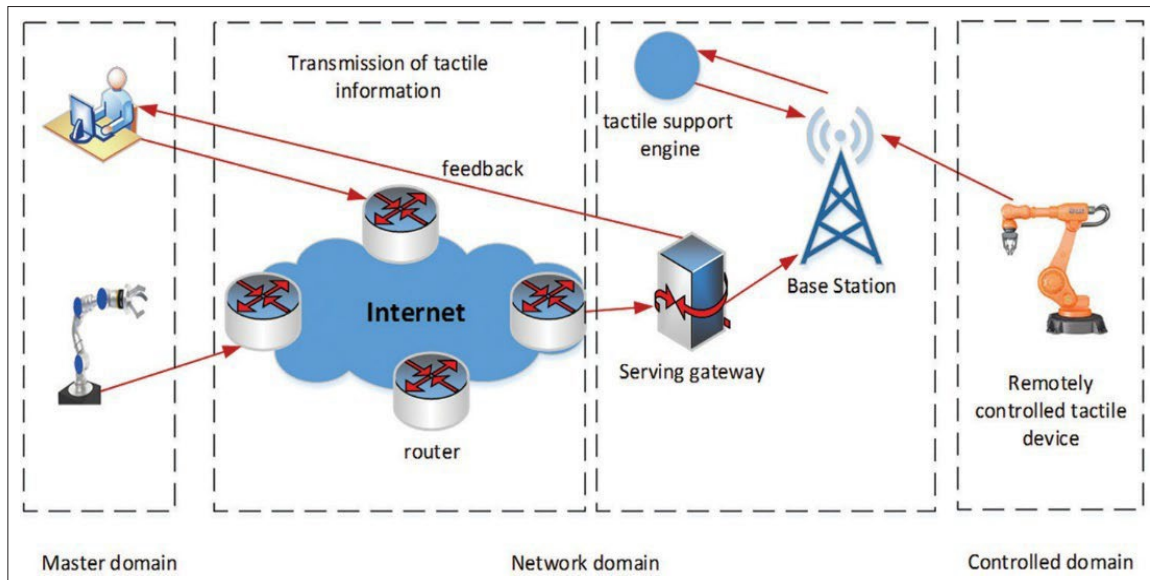 Transmission of tactile
information
feedback
Internet
router
tactile support
engine
Base Station
Serving gateway
Remotely
controlled tactile
device
Master domain
Network domain
Controlled domain